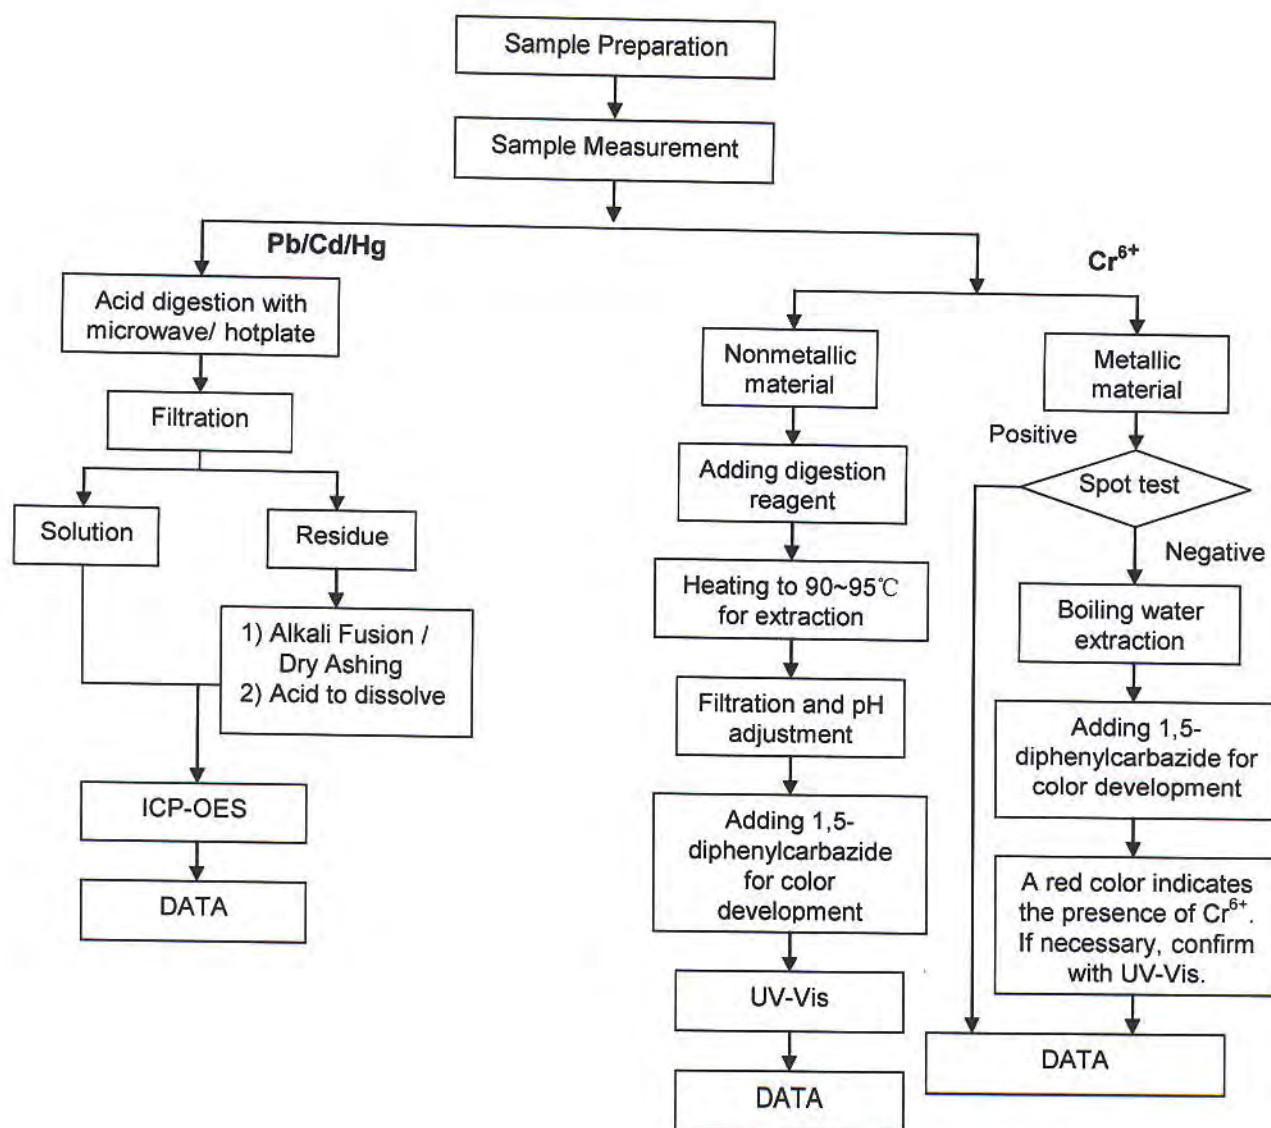 Sample Preparation
Sample Measurement
Pb/Cd/Hg
Acid digestion with
microwave/ hotplate
Filtration
Solution
Residue
1) Alkali Fusion /
Dry Ashing
2) Acid to dissolve
ICP-OES
DATA
Cr⁶⁺
Nonmetallic
material
Adding digestion
reagent
Heating to 90~95℃
for extraction
Filtration and pH
adjustment
Adding 1,5-
diphenylcarbazide
for color
development
UV-Vis
DATA
Metallic
material
Positive
Spot test
Negative
Boiling water
extraction
Adding 1,5-
diphenylcarbazide for
color development
A red color indicates
the presence of Cr⁶⁺.
If necessary, confirm
with UV-Vis.
DATA